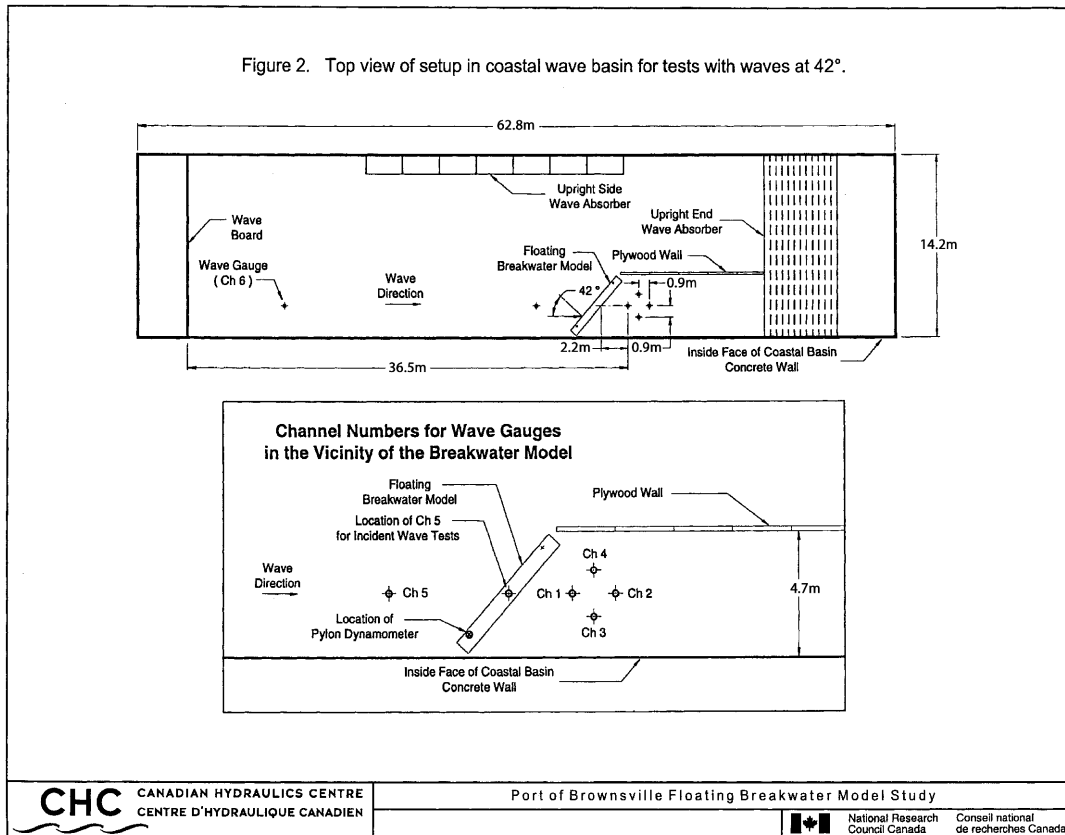 Figure 2. Top view of setup in coastal wave basin for tests with waves at 42°.
62.8m
Upright Side
Wave Absorber
Wave
Board
Upright End
Wave Absorber
14.2m
Floating
Breakwater Model
Plywood Wall
Wave Gauge
( Ch 6 )
Wave
Direction
42 °
0.9m
2.2m
0.9m
Inside Face of Coastal Basin
Concrete Wall
36.5m
Channel Numbers for Wave Gauges
in the Vicinity of the Breakwater Model
Floating
Breakwater Model
Plywood Wall
Location of Ch 5
for Incident Wave Tests
Ch 4
Wave
Direction
Ch 5
Ch 1
Ch 2
4.7m
Location of
Pylon Dynamometer
Ch 3
Inside Face of Coastal Basin
Concrete Wall
CHC
CANADIAN HYDRAULICS CENTRE
CENTRE D'HYDRAULIQUE CANADIEN
Port of Brownsville Floating Breakwater Model Study
National Research
Council Canada
Conseil national
de recherches Canada